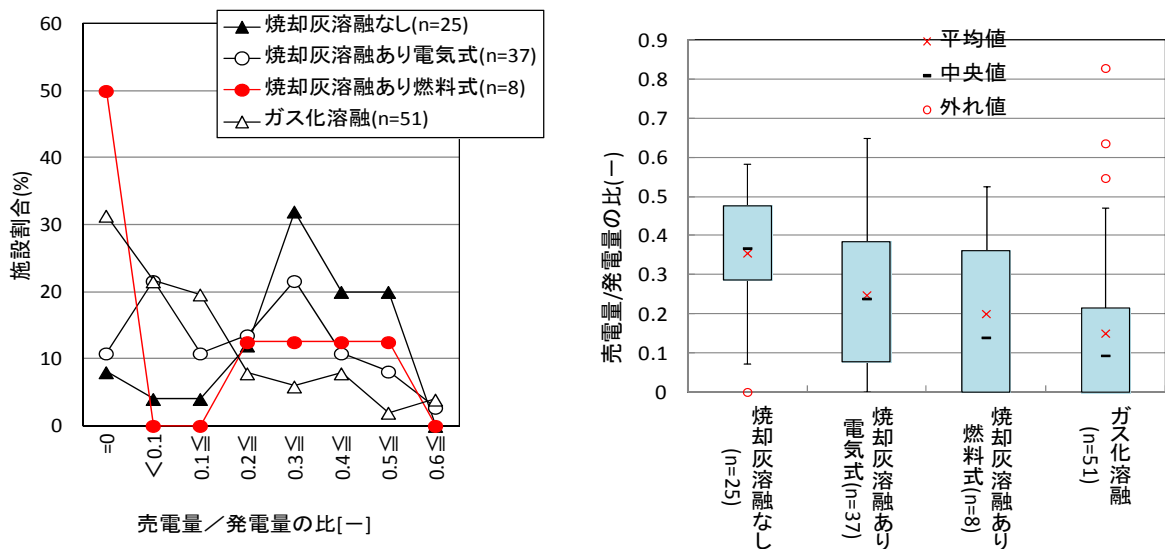 60
50
40
30
20
10
0
施設割合(%)
焼却灰溶融なし(n=25)
焼却灰溶融あり電気式(n=37)
焼却灰溶融あり燃料式(n=8)
ガス化溶融(n=51)
=0
<0.1
0.1≦
0.2≦
0.3≦
0.4≦
0.5≦
0.6≦
売電量／発電量の比[－]
0.9
0.8
0.7
0.6
0.5
0.4
0.3
0.2
0.1
0
売電量/発電量の比(－)
平均値
中央値
外れ値
焼却灰溶融なし
(n=25)
焼却灰溶融あり
電気式(n=37)
焼却灰溶融あり
燃料式(n=8)
ガス化溶融
(n=51)